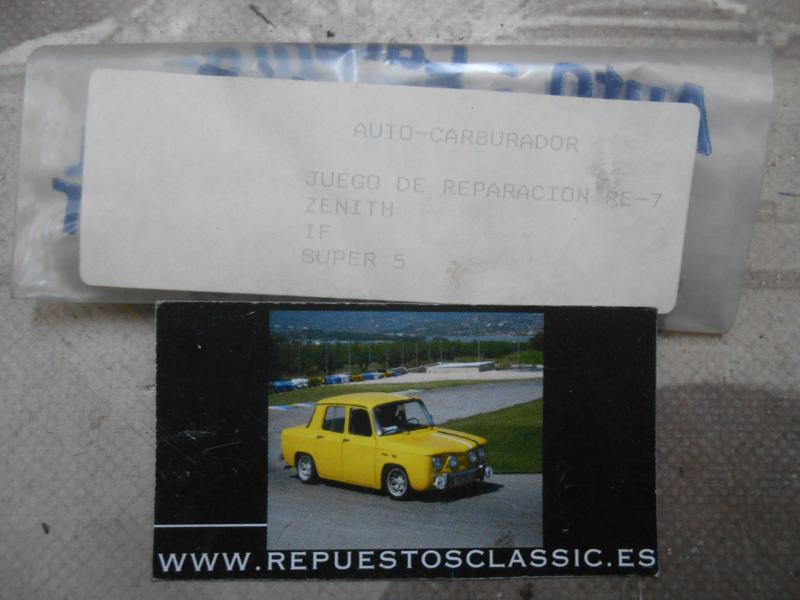 AUTO-CARBURADOR
JUEGO DE REPARACION RE-7
ZENITH
IF
SUPER 5
WWW.REPUESTOSCLASSIC.ES